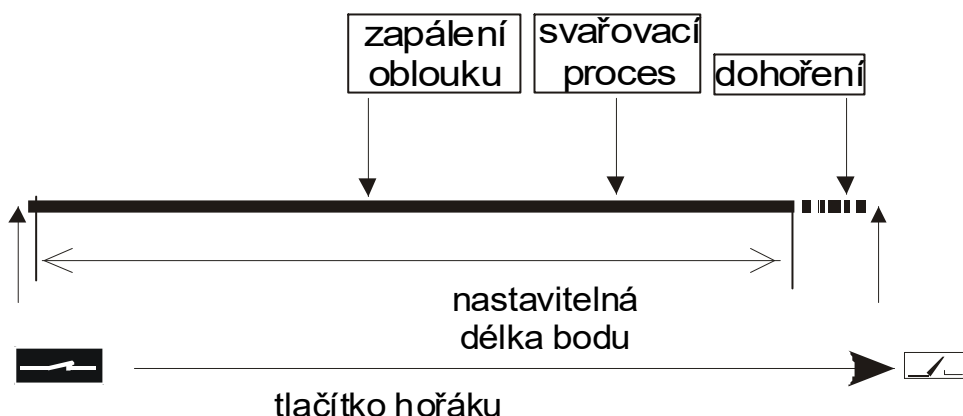 zapálení
oblouku
svařovací
proces
dohoření
nastavitelná
délka bodu
tlačítko hořáku